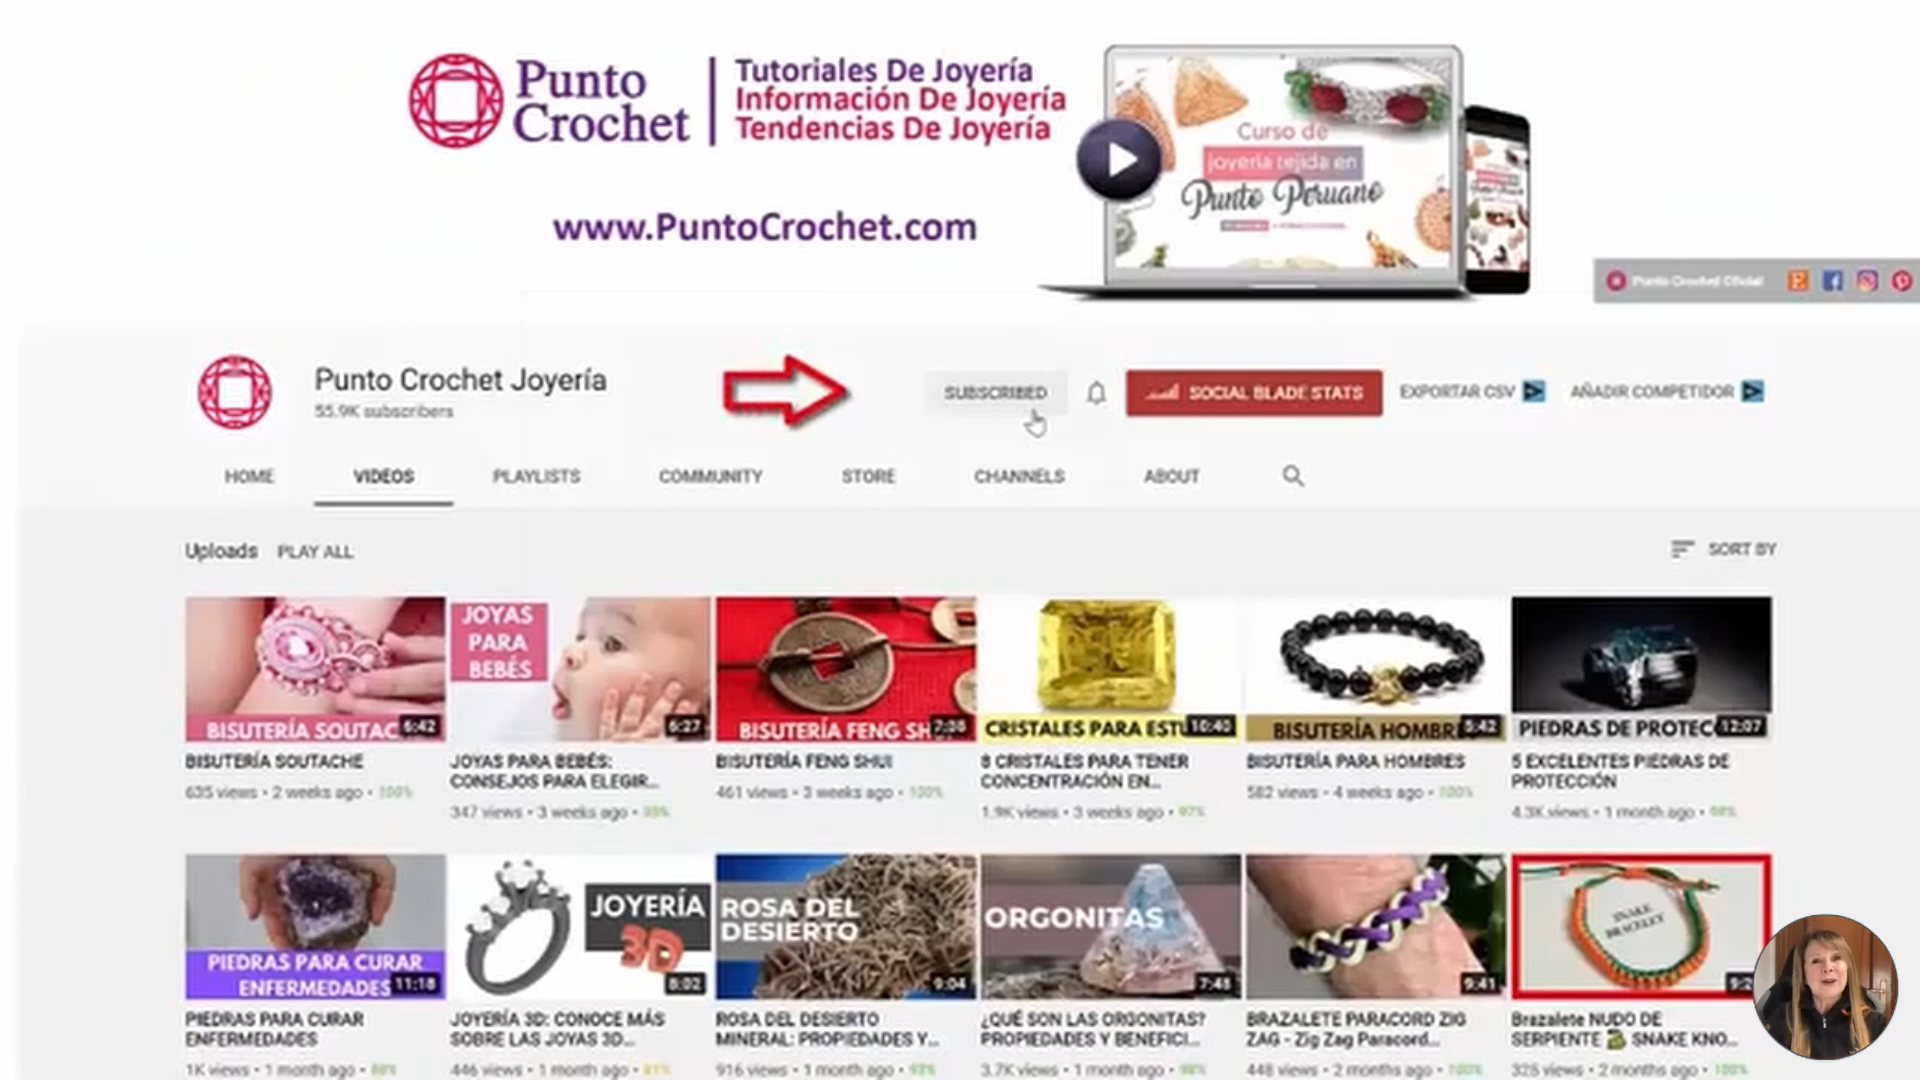 Punto
Crochet
Tutoriales De Joyería
Información De Joyería
Tendencias De Joyería
www.PuntoCrochet.com
Curso de
joyería tejida en
Punto Peruano
Punto Crochet Oficial
Punto Crochet Joyería
55.9K subscribers
SUBSCRIBED
SOCIAL BLADE STATS
EXPORTAR CSV
AÑADIR COMPETIDOR
HOME
VIDEOS
PLAYLISTS
COMMUNITY
STORE
CHANNELS
ABOUT
Uploads
PLAY ALL
SORT BY
BISUTERÍA SOUTAC
6:42
BISUTERÍA SOUTACHE
635 views • 2 weeks ago • 100%
JOYAS
PARA
BEBÉS
6:27
JOYAS PARA BEBÉS:
CONSEJOS PARA ELEGIR...
347 views • 3 weeks ago •
BISUTERÍA FENG SH
BISUTERÍA FENG SHUI
461 views • 3 weeks ago • 100%
CRISTALES PARA EST
10:40
8 CRISTALES PARA TENER
CONCENTRACIÓN EN...
1.9K views • 3 weeks ago • 97%
BISUTERÍA HOMBR
BISUTERÍA PARA HOMBRES
582 views • 4 weeks ago • 100%
PIEDRAS DE PROTEC
12:07
5 EXCELENTES PIEDRAS DE
PROTECCIÓN
4.3K views • 1 month ago •
PIEDRAS PARA CURAR
ENFERMEDADES
11:18
PIEDRAS PARA CURAR
ENFERMEDADES
1K views • 1 month ago •
JOYERÍA
3D
8:02
JOYERÍA 3D: CONOCE MÁS
SOBRE LAS JOYAS 3D...
446 views • 1 month ago •
ROSA DEL
DESIERTO
9:04
ROSA DEL DESIERTO
MINERAL: PROPIEDADES Y...
916 views • 1 month ago •
ORGONITAS
7:48
¿QUÉ SON LAS ORGONITAS?
PROPIEDADES Y BENEFICI...
3.7K views • 1 month ago •
9:41
BRAZALETE PARACORD ZIG
ZAG - Zig Zag Paracord...
448 views • 2 months ago • 100%
SNAKE
BRACELET
Brazalete NUDO DE
SERPIENTE SNAKE KNO...
325 views • 2 months ago • 100%